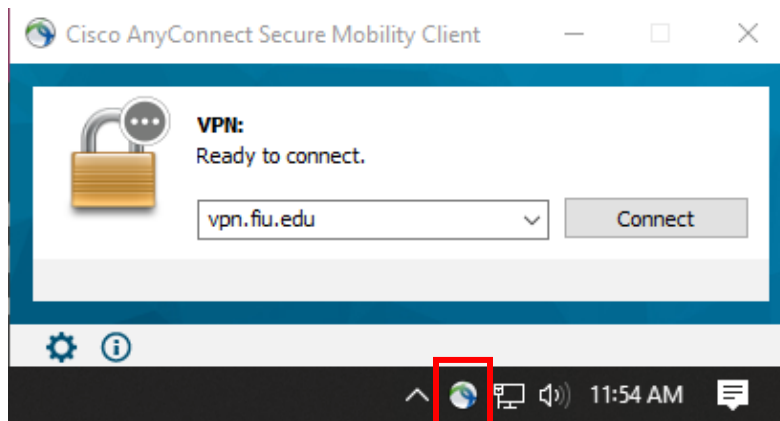 Cisco AnyConnect Secure Mobility Client
VPN:
Ready to connect.
vpn.fiu.edu
Connect
11:54 AM